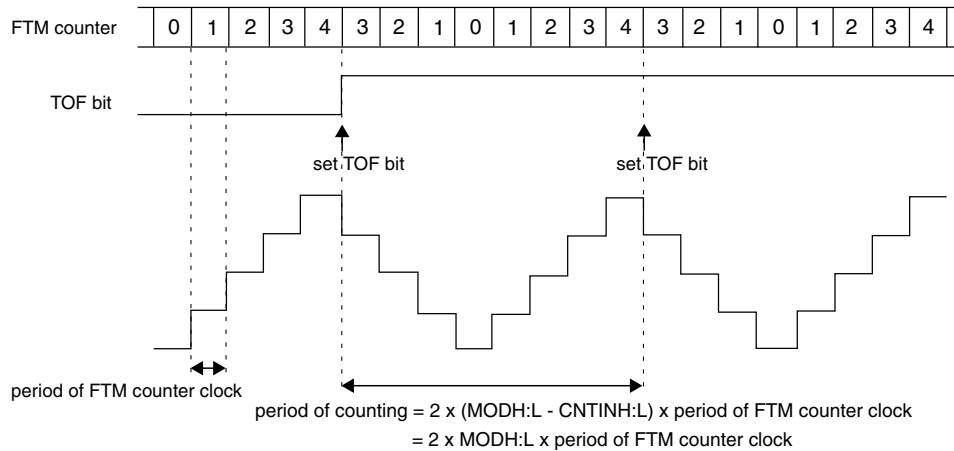 FTM counter 0 1 2 3 4 3 2 1 0 1 2 3 4 3 2 1 0 1 2 3 4
TOF bit
set TOF bit set TOF bit
period of FTM counter clock
period of counting = 2 x (MODH:L - CNTINH:L) x period of FTM counter clock
= 2 x MODH:L x period of FTM counter clock